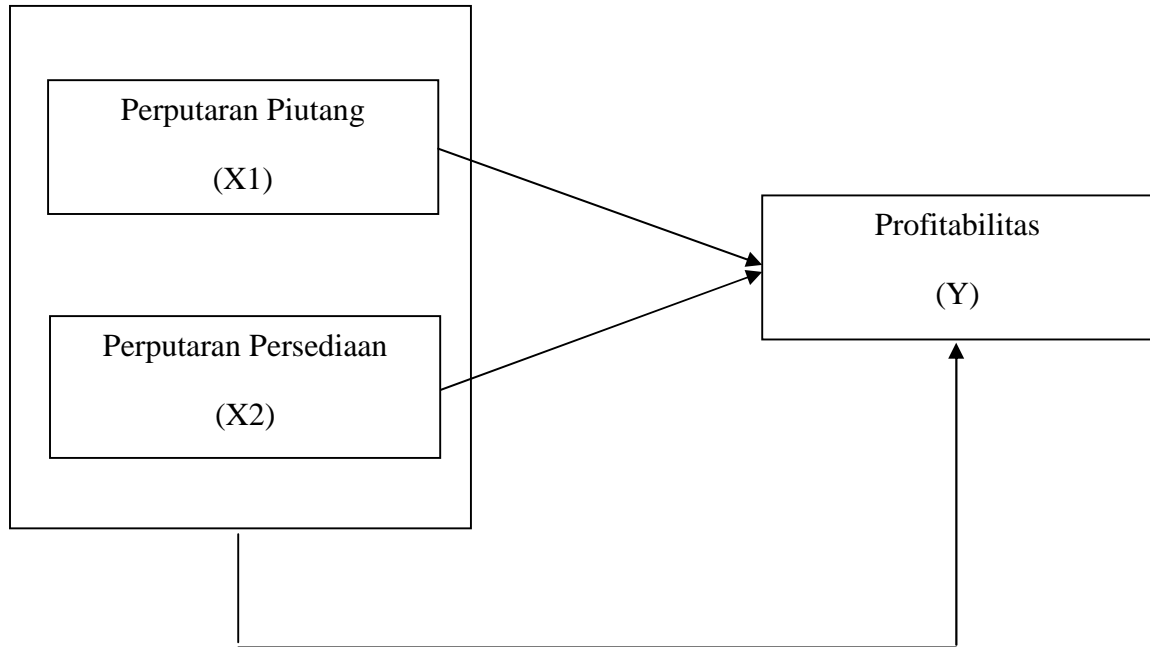 Perputaran Piutang
(X1)
Profitabilitas
(Y)
Perputaran Persediaan
(X2)